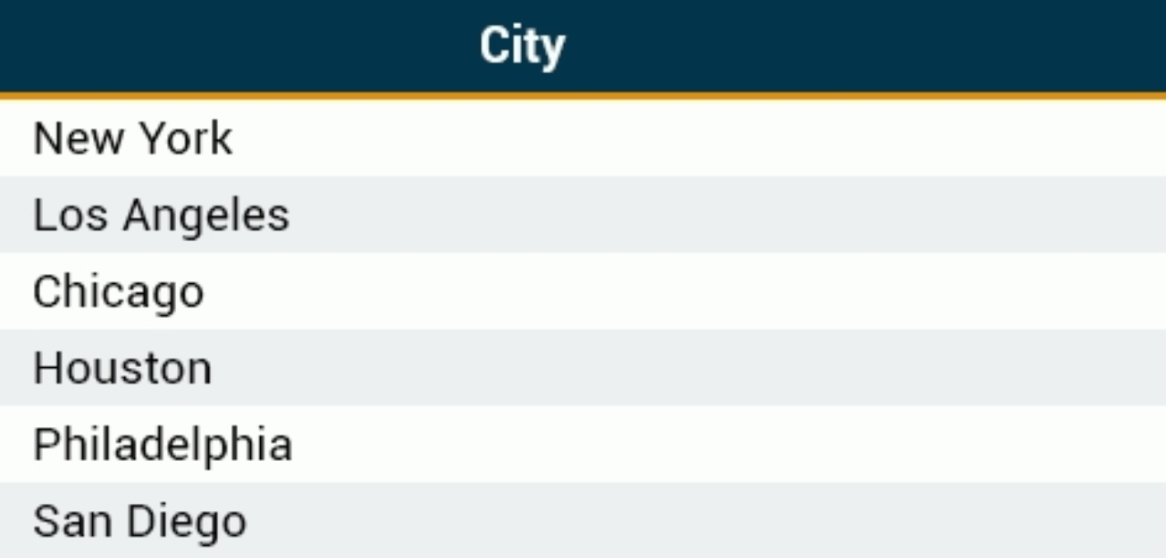 City
New York
Los Angeles
Chicago
Houston
Philadelphia
San Diego